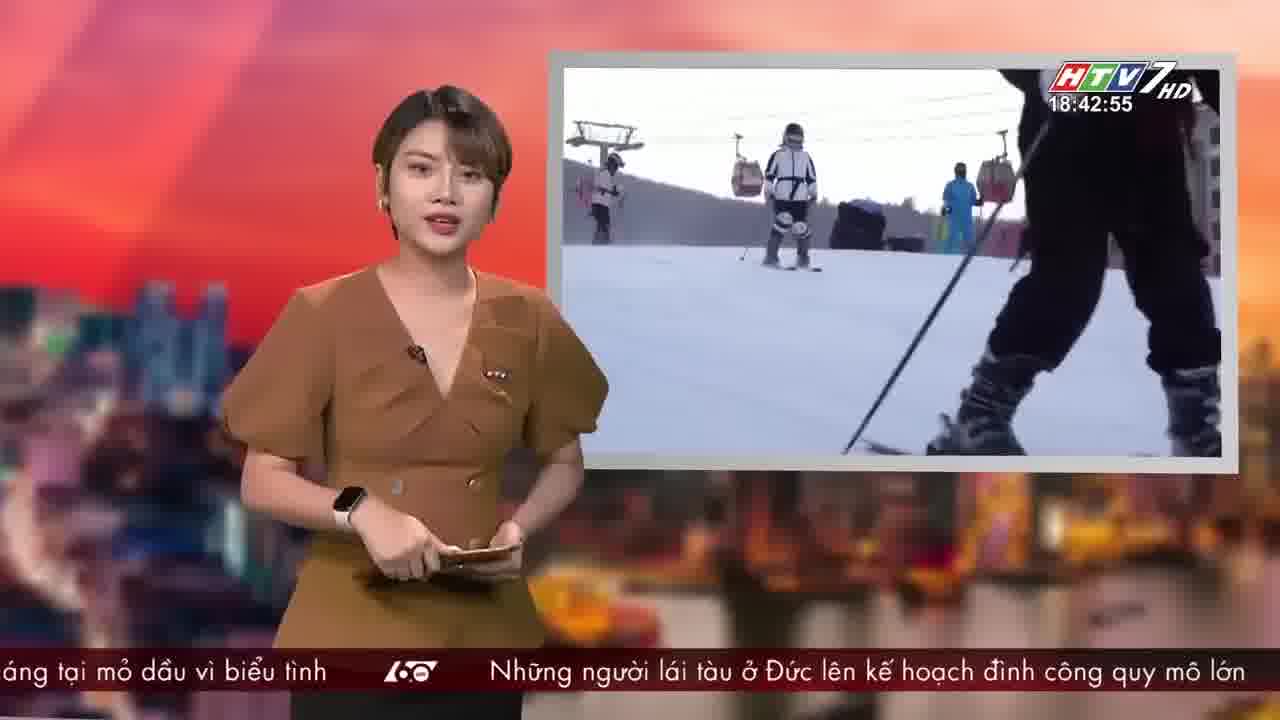 HTV7 HD
18:42:55
áng tại mỏ dầu vì biểu tình 60 Những người lái tàu ở Đức lên kế hoạch đình công quy mô lớn